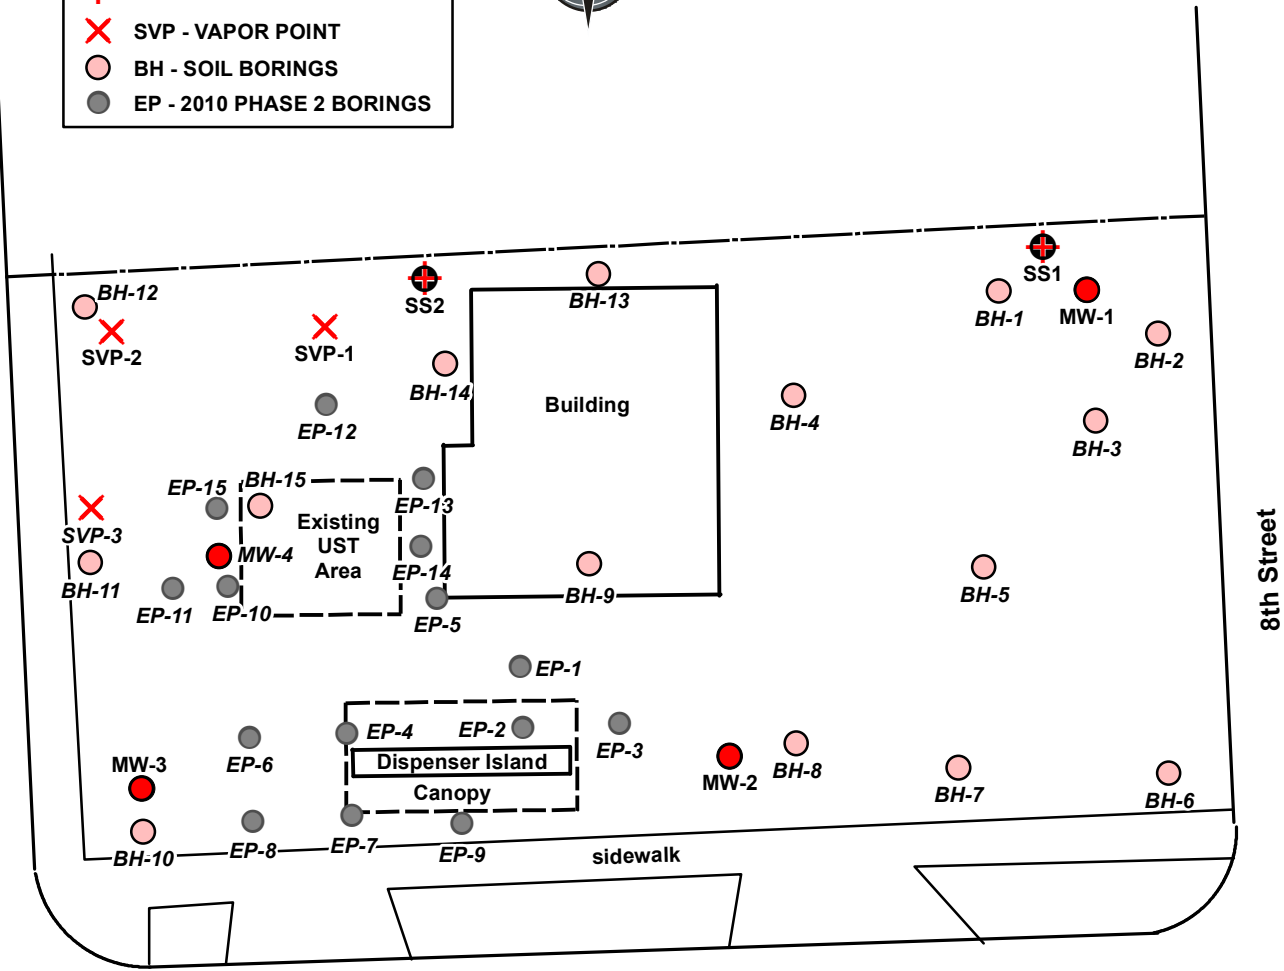 SVP - VAPOR POINT
BH - SOIL BORINGS
EP - 2010 PHASE 2 BORINGS
SS1
SS2
BH-12
BH-13
BH-1
MW-1
SVP-2
SVP-1
BH-2
BH-14
Building
BH-4
EP-12
BH-3
EP-15
BH-15
EP-13
SVP-3
Existing
UST
Area
MW-4
EP-14
BH-11
BH-9
BH-5
EP-11
EP-10
EP-5
8th Street
EP-1
EP-4
EP-2
EP-3
EP-6
Dispenser Island
MW-3
MW-2
BH-8
Canopy
BH-7
BH-6
BH-10
EP-8
EP-7
EP-9
sidewalk